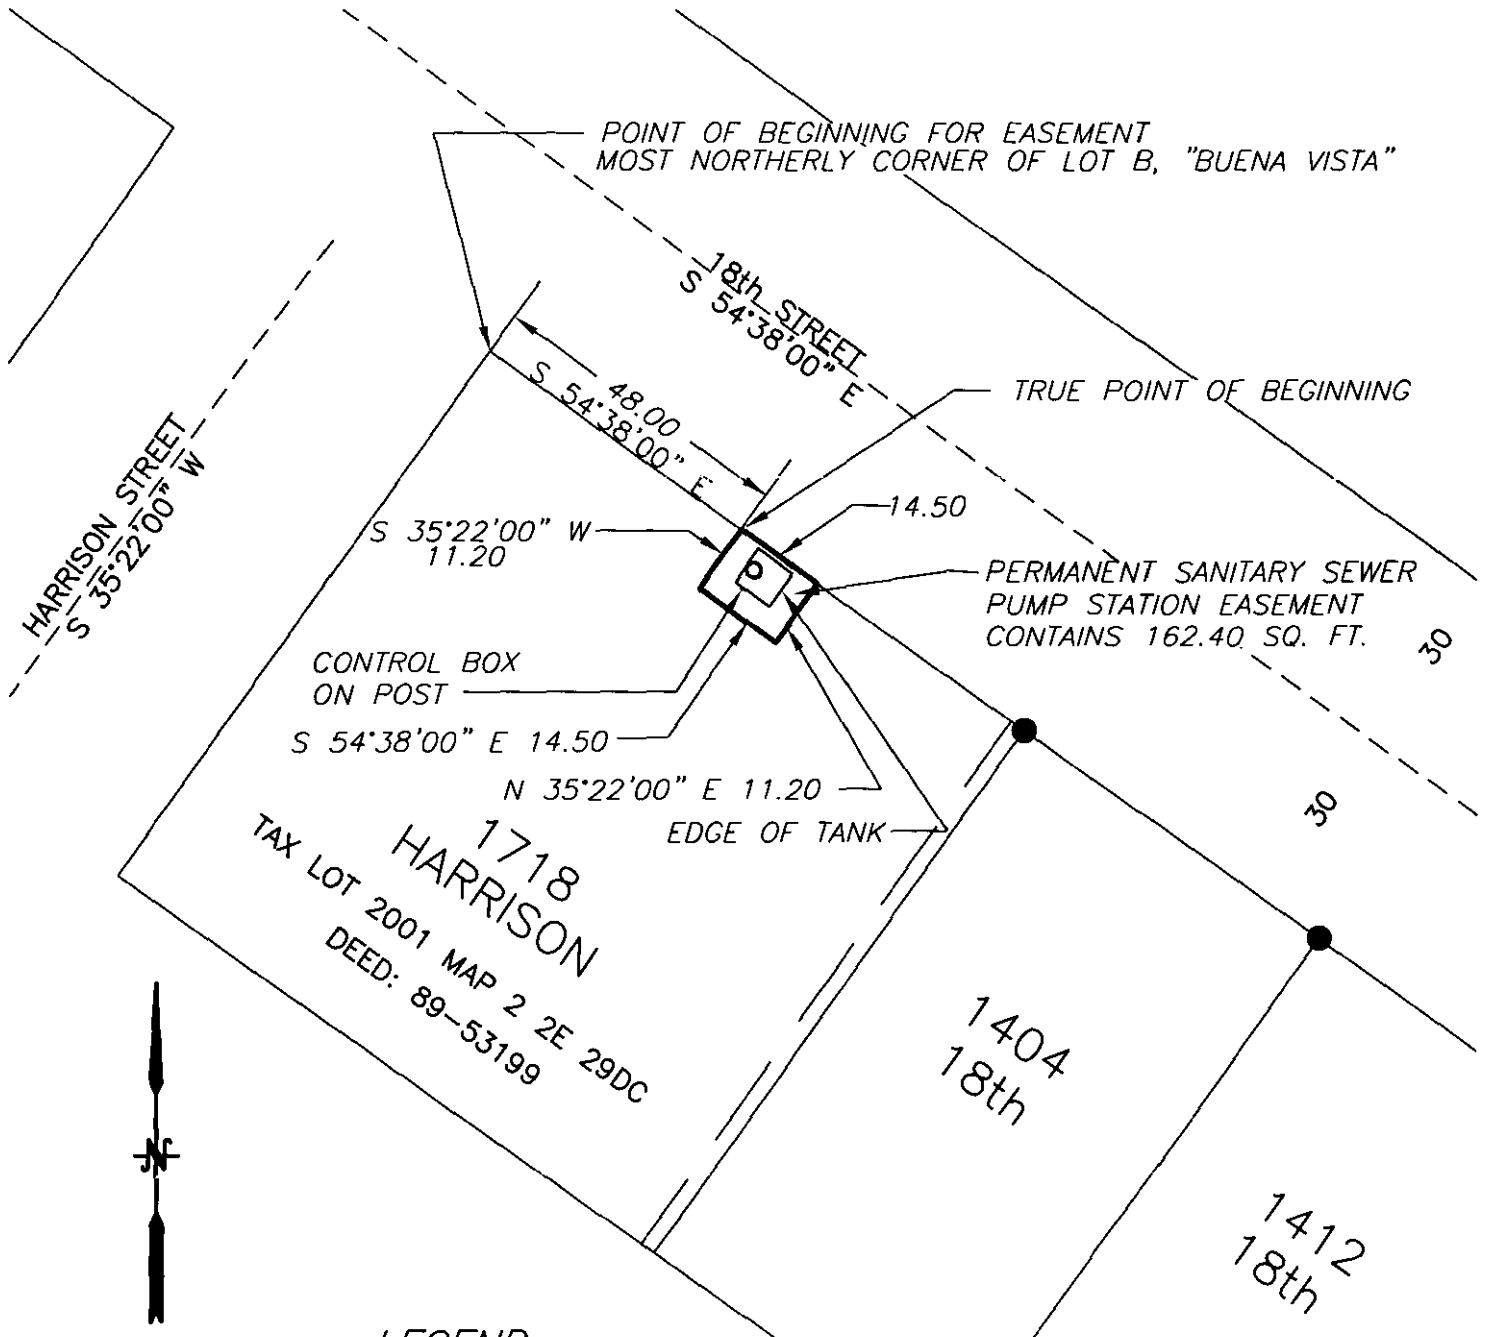 POINT OF BEGINNING FOR EASEMENT
MOST NORTHERLY CORNER OF LOT B, "BUENA VISTA"
18th STREET
S 54°38'00" E
48.00
S 54°38'00" E
TRUE POINT OF BEGINNING
HARRISON STREET
S 35°22'00" W
14.50
S 35°22'00" W
11.20
PERMANENT SANITARY SEWER
PUMP STATION EASEMENT
CONTAINS 162.40 SQ. FT.
30
CONTROL BOX
ON POST
S 54°38'00" E 14.50
N 35°22'00" E 11.20
EDGE OF TANK
30
1718
HARRISON
TAX LOT 2001 MAP 2 2E 29DC
DEED: 89-53199
1404
18th
N
1412
18th
LEGEND